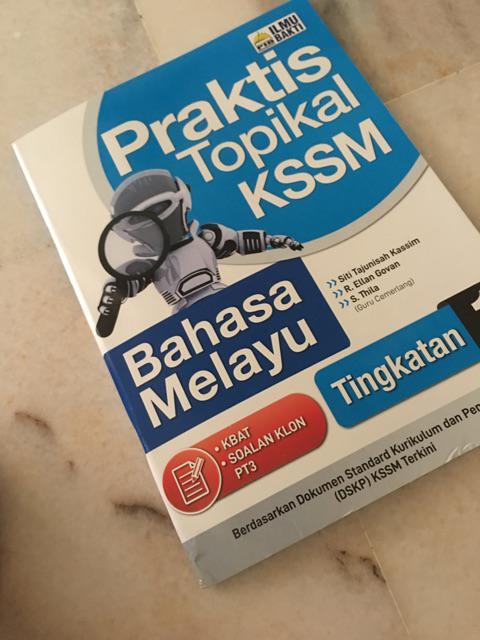 ILMU
BAKTI
Praktis
Topikal
KSSM
Siti Tajunisah Kassim
R. Ellan Govan
S. Thila
(Guru Cemerlang)
Bahasa
Melayu
Tingkatan
• KBAT
• SOALAN KLON
PT3
Berdasarkan Dokumen Standard Kurikulum dan Pen
(DSKP) KSSM Terkini